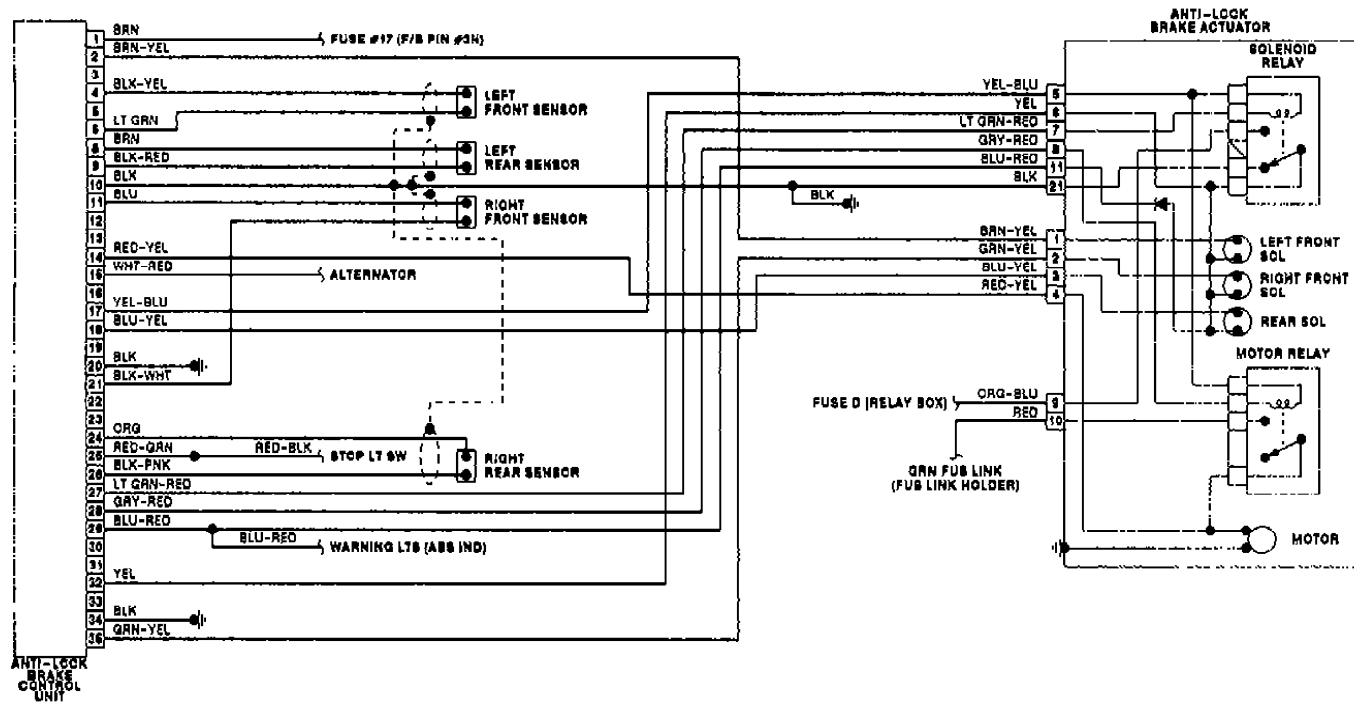 ANTI-LOCK
BRAKE ACTUATOR
SOLENOID
RELAY
1 BRN
FUSE #17 (F/B PIN #3N)
2 BRN-YEL
3
4 BLK-YEL
LEFT
FRONT SENSOR
5
6 LT GRN
8 BRN
LEFT
REAR SENSOR
9 BLK-RED
10 BLK
11 BLU
RIGHT
FRONT SENSOR
12
13
14 RED-YEL
15 WHT-RED
ALTERNATOR
16
17 YEL-BLU
18 BLU-YEL
19
20 BLK
21 BLK-WHT
22
23
24 ORG
25 RED-GRN
RED-BLK
STOP LT SW
26 BLK-PNK
RIGHT
REAR SENSOR
27 LT GRN-RED
28 GRY-RED
29 BLU-RED
BLU-RED
WARNING LTS (ABS IND)
30
31
32 YEL
33
34 BLK
35 GRN-YEL
ANTI-LOCK
BRAKE
CONTROL
UNIT
YEL-BLU 5
YEL 6
LT GRN-RED 7
GRY-RED 8
BLU-RED 11
BLK 21
BLK
BRN-YEL 1
GRN-YEL 2
BLU-YEL 3
RED-YEL 4
LEFT FRONT
SOL
RIGHT FRONT
SOL
REAR SOL
MOTOR RELAY
FUSE D (RELAY BOX)
ORG-BLU 9
RED 10
GRN FUS LINK
(FUS LINK HOLDER)
MOTOR